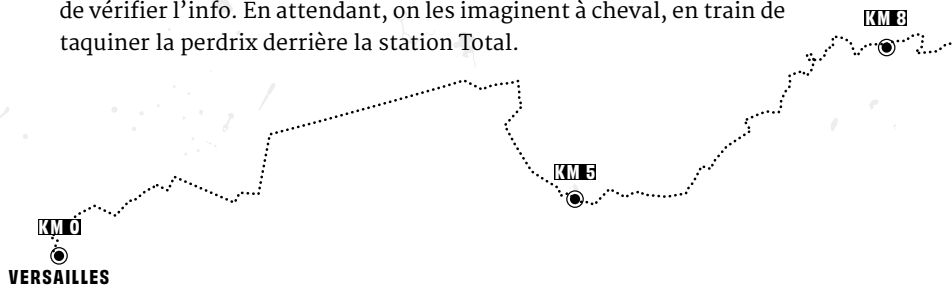 de vérifier l’info. En attendant, on les imaginent à cheval, en train de
taquiner la perdrix derrière la station Total.
KM 8
KM 5
KM 0
VERSAILLES